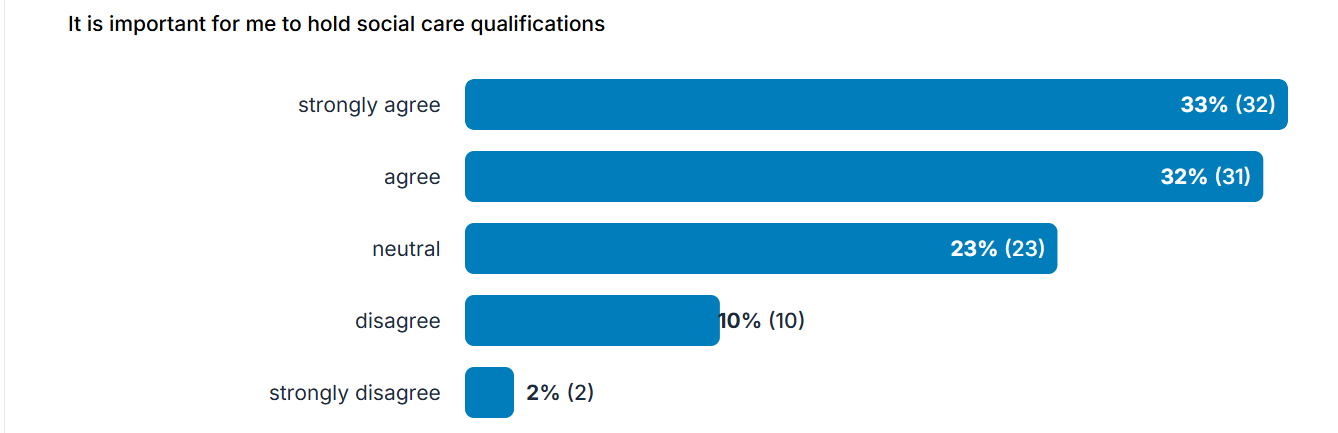 It is important for me to hold social care qualifications
strongly agree 33% (32)
agree 32% (31)
neutral 23% (23)
disagree 10% (10)
strongly disagree 2% (2)